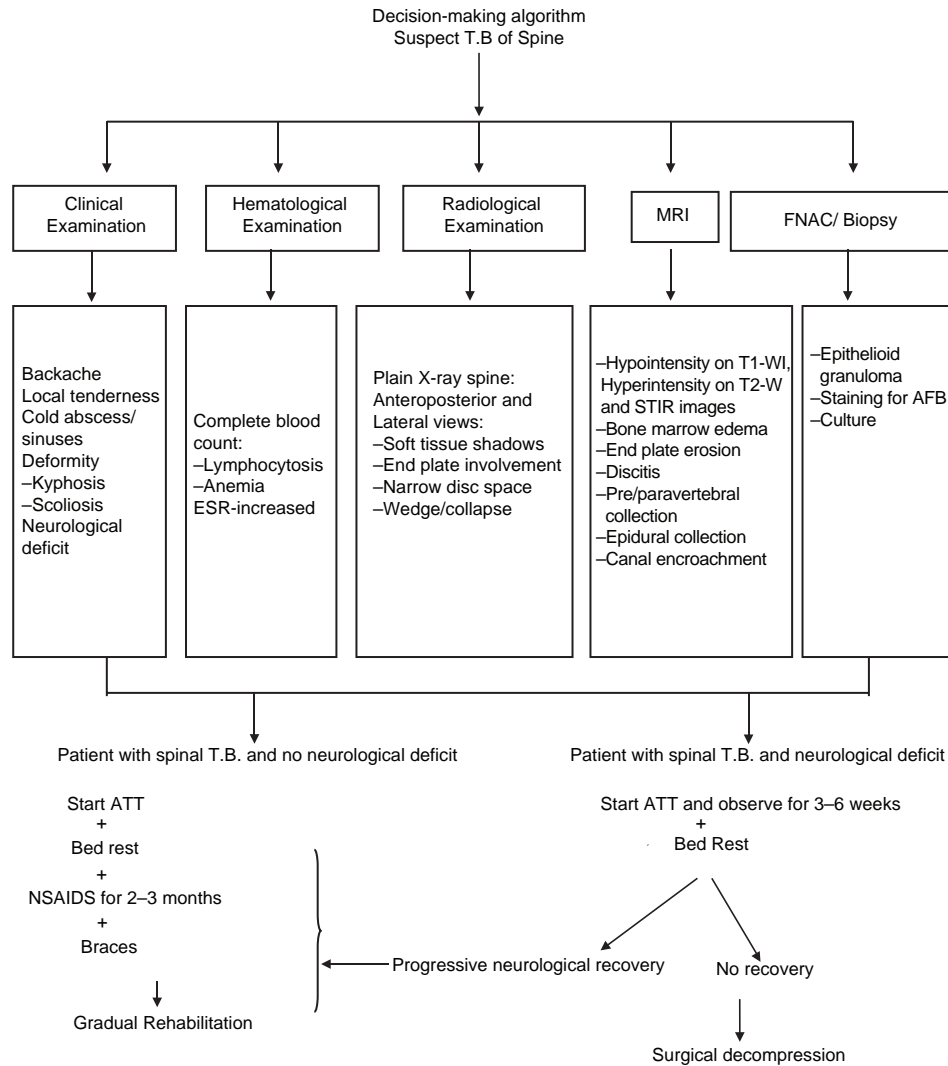 Decision-making algorithm
Suspect T.B of Spine
Clinical
Examination
Hematological
Examination
Radiological
Examination
MRI
FNAC/ Biopsy
Backache
Local tenderness
Cold abscess/
sinuses
Deformity
–Kyphosis
–Scoliosis
Neurological
deficit
Complete blood
count:
–Lymphocytosis
–Anemia
ESR-increased
Plain X-ray spine:
Anteroposterior and
Lateral views:
–Soft tissue shadows
–End plate involvement
–Narrow disc space
–Wedge/collapse
–Hypointensity on T1-WI,
Hyperintensity on T2-W
and STIR images
–Bone marrow edema
–End plate erosion
–Discitis
–Pre/paravertebral
collection
–Epidural collection
–Canal encroachment
–Epithelioid
granuloma
–Staining for AFB
–Culture
Patient with spinal T.B. and no neurological deficit
Start ATT
+
Bed rest
+
NSAIDS for 2–3 months
+
Braces
Gradual Rehabilitation
Patient with spinal T.B. and neurological deficit
Start ATT and observe for 3–6 weeks
+
Bed Rest
Progressive neurological recovery
No recovery
Surgical decompression